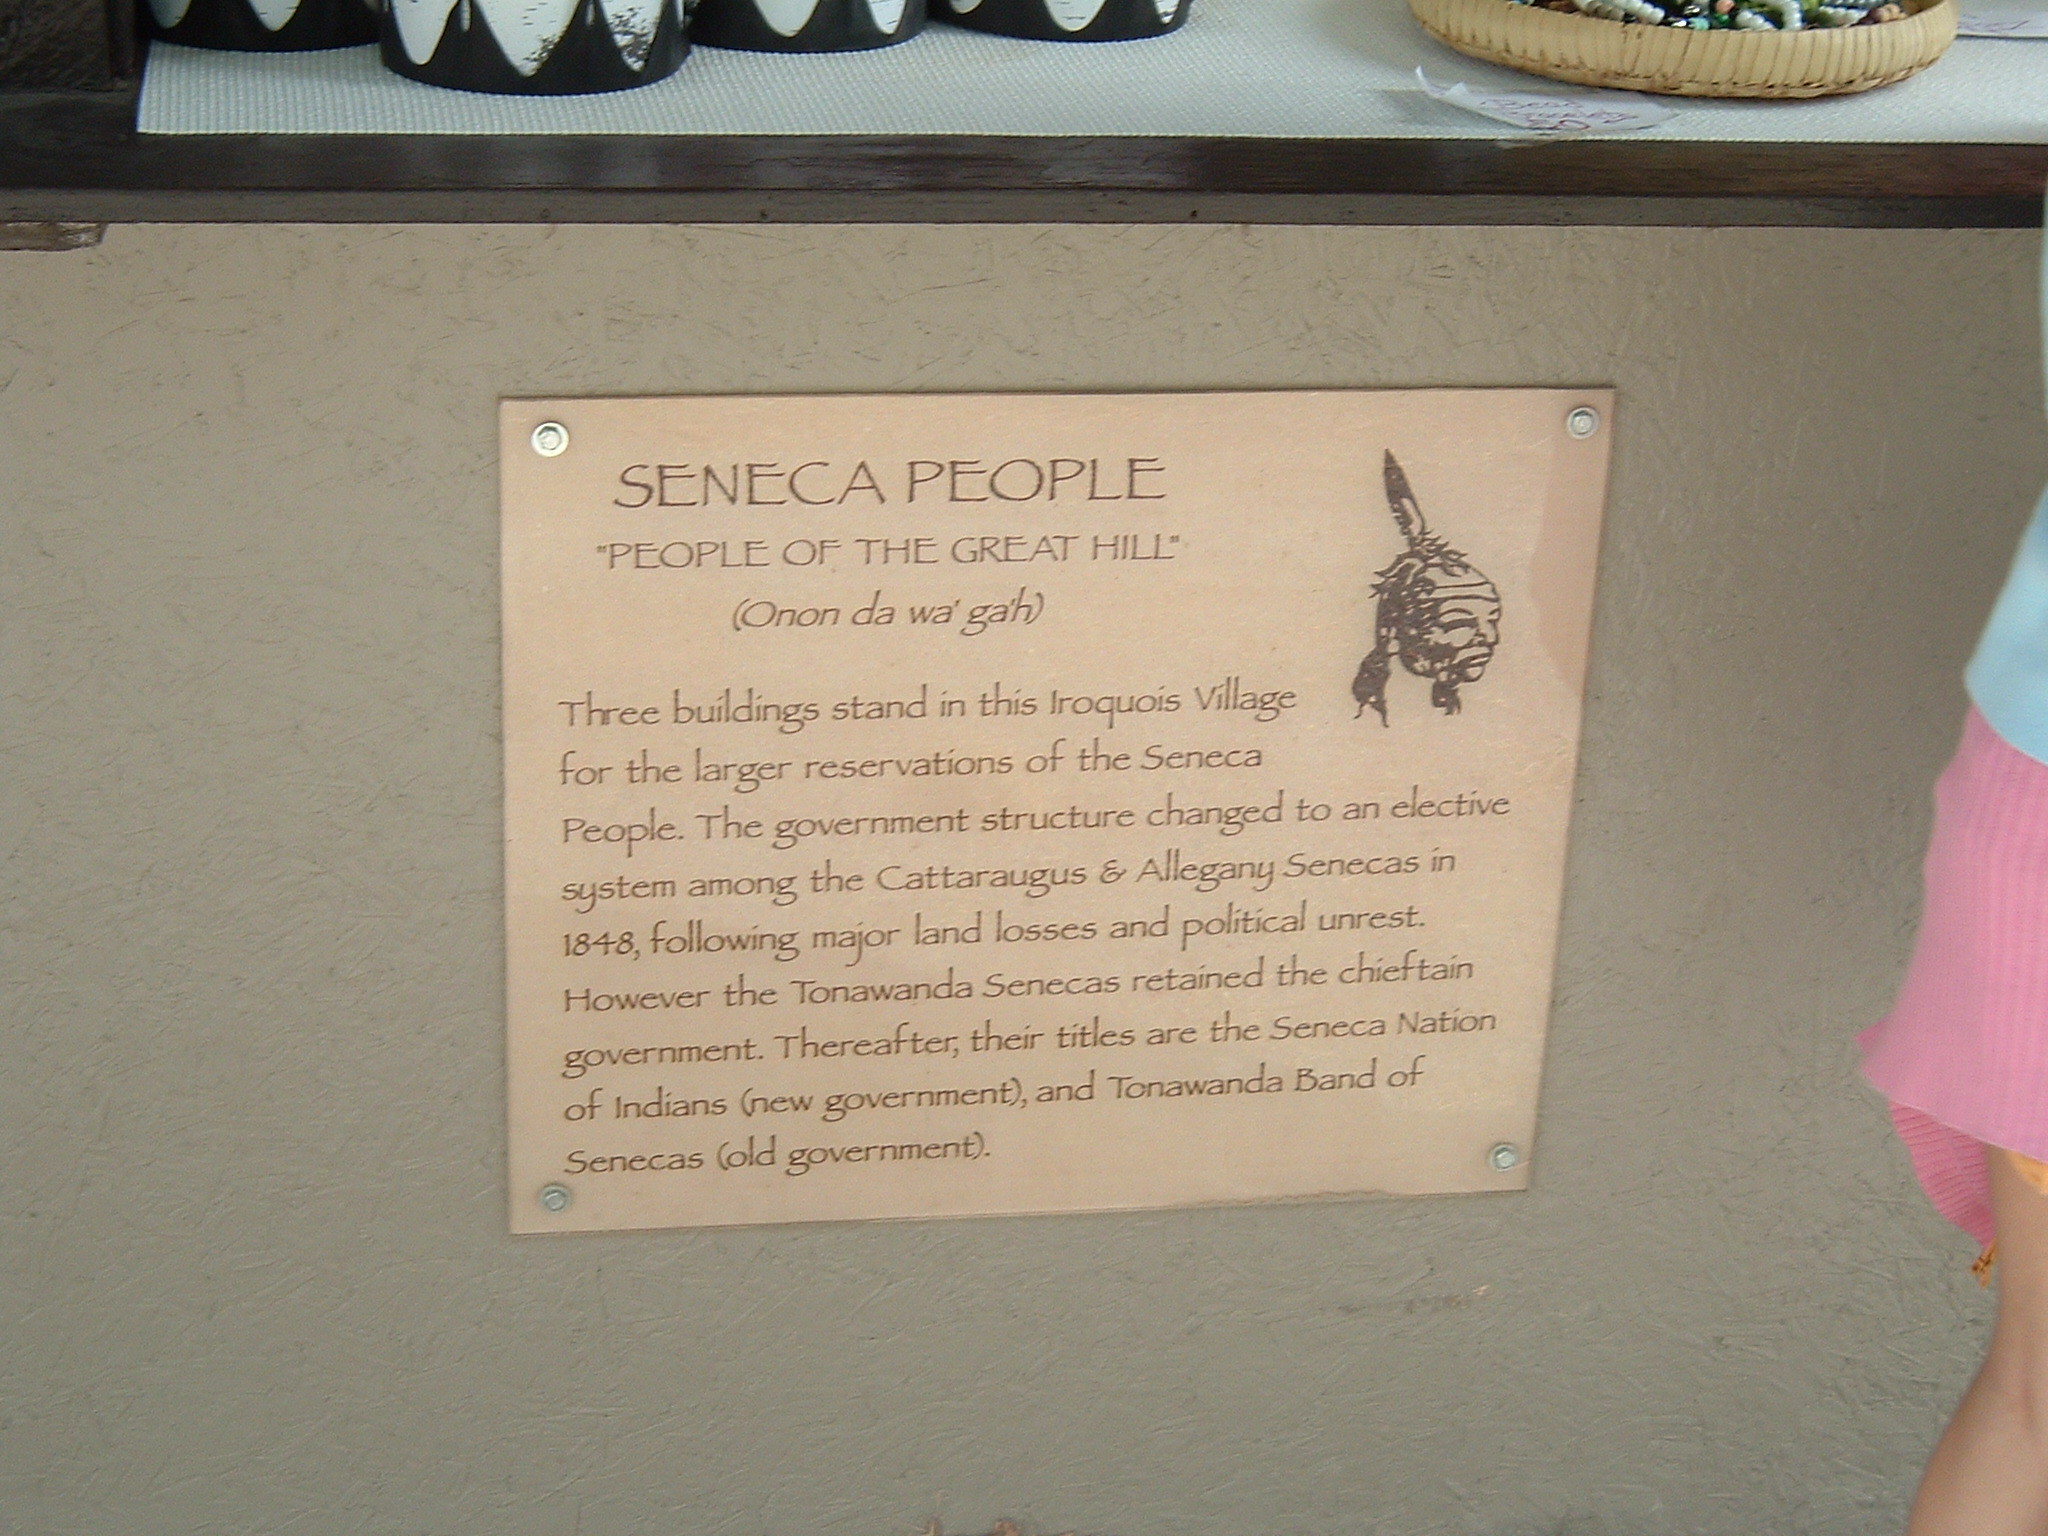 SENECA PEOPLE
"PEOPLE OF THE GREAT HILL"
(Onon da wa' ga'h)
Three buildings stand in this Iroquois Village
for the larger reservations of the Seneca
People. The government structure changed to an elective
system among the Cattaraugus & Allegany Senecas in
1848, following major land losses and political unrest.
However the Tonawanda Senecas retained the chieftain
government. Thereafter, their titles are the Seneca Nation
of Indians (new government), and Tonawanda Band of
Senecas (old government).